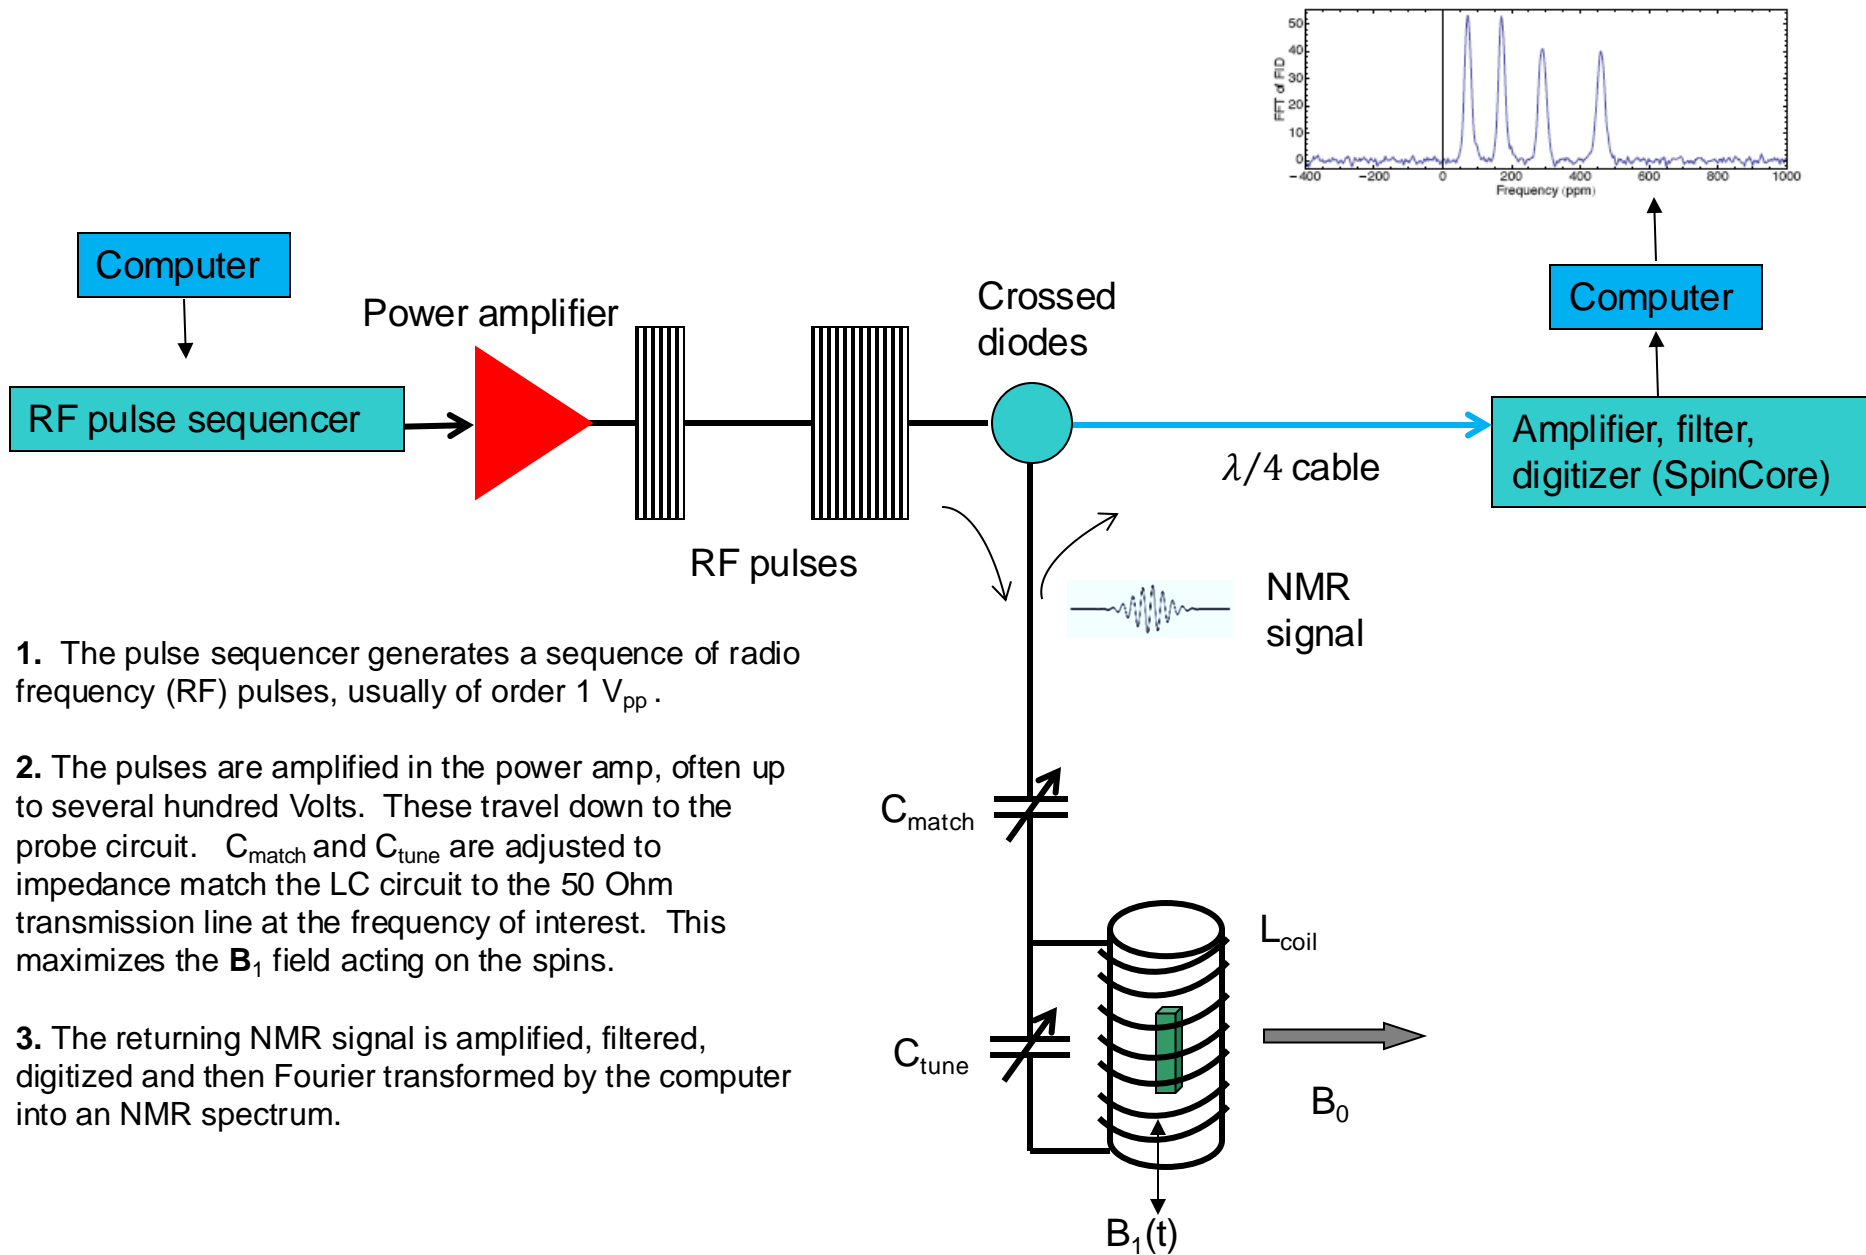 50
40
30
20
10
0
FFT of FID
−400 −200 0 200 400 600 800 1000
Frequency (ppm)
Computer
Power amplifier
Crossed
diodes
Computer
RF pulse sequencer
λ/4 cable
Amplifier, filter,
digitizer (SpinCore)
RF pulses
NMR
signal
1. The pulse sequencer generates a sequence of radio
frequency (RF) pulses, usually of order 1 Vpp .
2. The pulses are amplified in the power amp, often up
to several hundred Volts. These travel down to the
probe circuit. Cmatch and Ctune are adjusted to
impedance match the LC circuit to the 50 Ohm
transmission line at the frequency of interest. This
maximizes the B1 field acting on the spins.
3. The returning NMR signal is amplified, filtered,
digitized and then Fourier transformed by the computer
into an NMR spectrum.
Cmatch
Lcoil
Ctune
B0
B1(t)